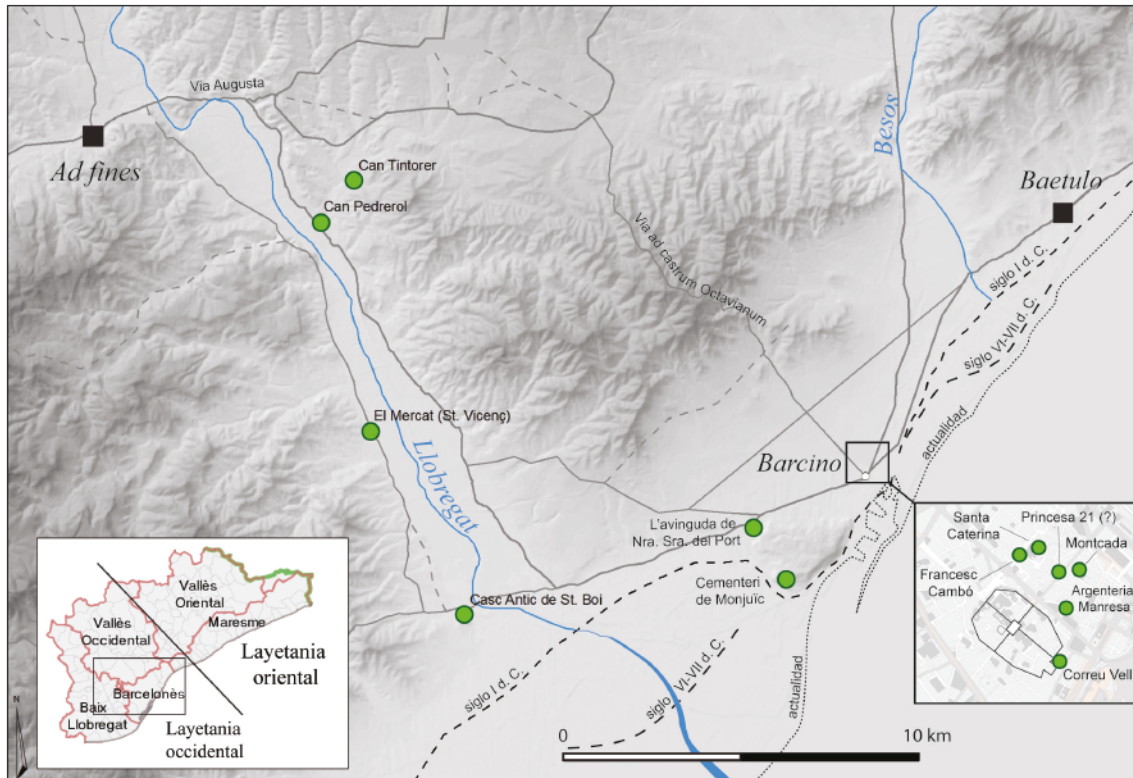 Via Augusta
Ad fines
Can Tintorer
Can Pedrerol
Besos
Baetulo
Via ad castrum Octavianum
siglo I d. C.
siglo VI-VII d. C.
actualidad
El Mercat (St. Vicenç)
Llobregat
Barcino
L'avinguda de
Nra. Sra. del Port
Cementeri
de Monjuïc
Casc Antic de St. Boi
siglo I d. C.
siglo VI-VII d. C.
actualidad
Santa
Caterina
Princesa 21 (?)
Montcada
Francesc
Cambó
Argenteria
Manresa
Correu Vell
Vallès
Oriental
Vallès
Occidental
Maresme
Layetania
oriental
Barcelonès
Baix
Llobregat
Layetania
occidental
N
0
10 km